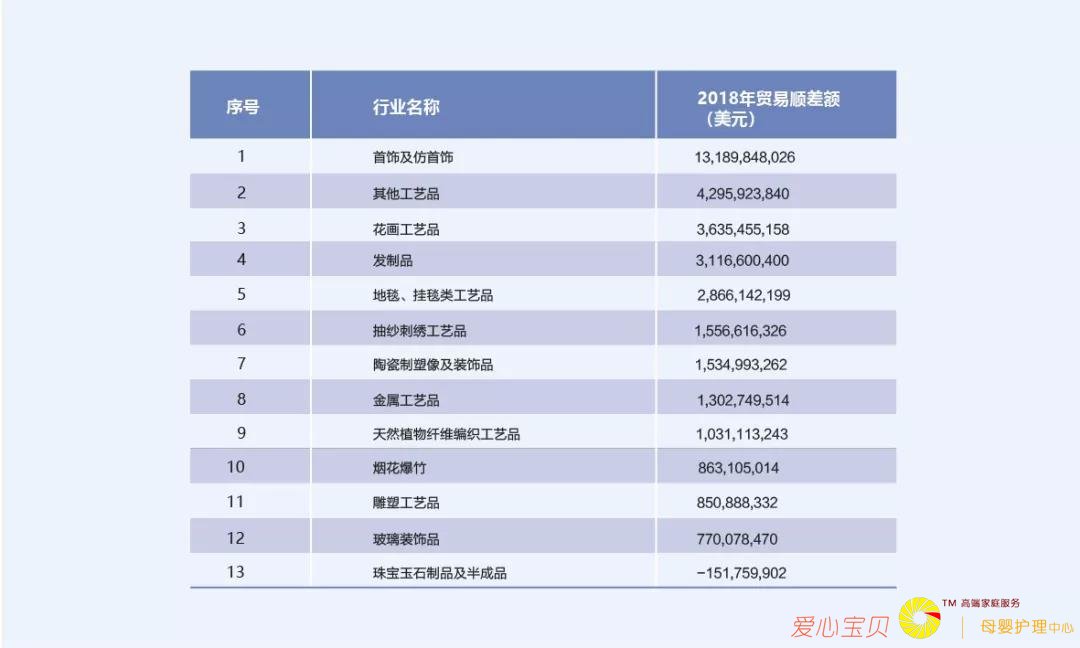 序号 行业名称 2018年贸易顺差额
（美元）
1 首饰及仿首饰 13,189,848,026
2 其他工艺品 4,295,923,840
3 花画工艺品 3,635,455,158
4 发制品 3,116,600,400
5 地毯、挂毯类工艺品 2,866,142,199
6 抽纱刺绣工艺品 1,556,616,326
7 陶瓷制塑像及装饰品 1,534,993,262
8 金属工艺品 1,302,749,514
9 天然植物纤维编织工艺品 1,031,113,243
10 烟花爆竹 863,105,014
11 雕塑工艺品 850,888,332
12 玻璃装饰品 770,078,470
13 珠宝玉石制品及半成品 −151,759,902
TM 高端家庭服务
爱心宝贝 母婴护理中心